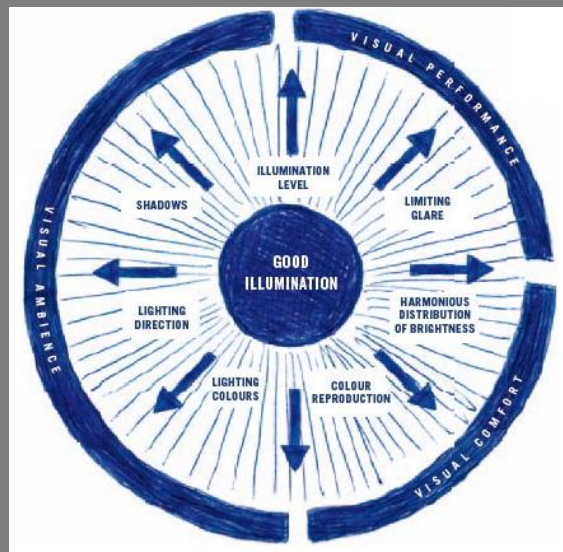 VISUAL PERFORMANCE
ILLUMINATION
LEVEL
LIMITING
GLARE
SHADOWS
VISUAL AMBIENCE
GOOD
ILLUMINATION
LIGHTING
DIRECTION
HARMONIOUS
DISTRIBUTION
OF BRIGHTNESS
LIGHTING
COLOURS
COLOUR
REPRODUCTION
VISUAL COMFORT